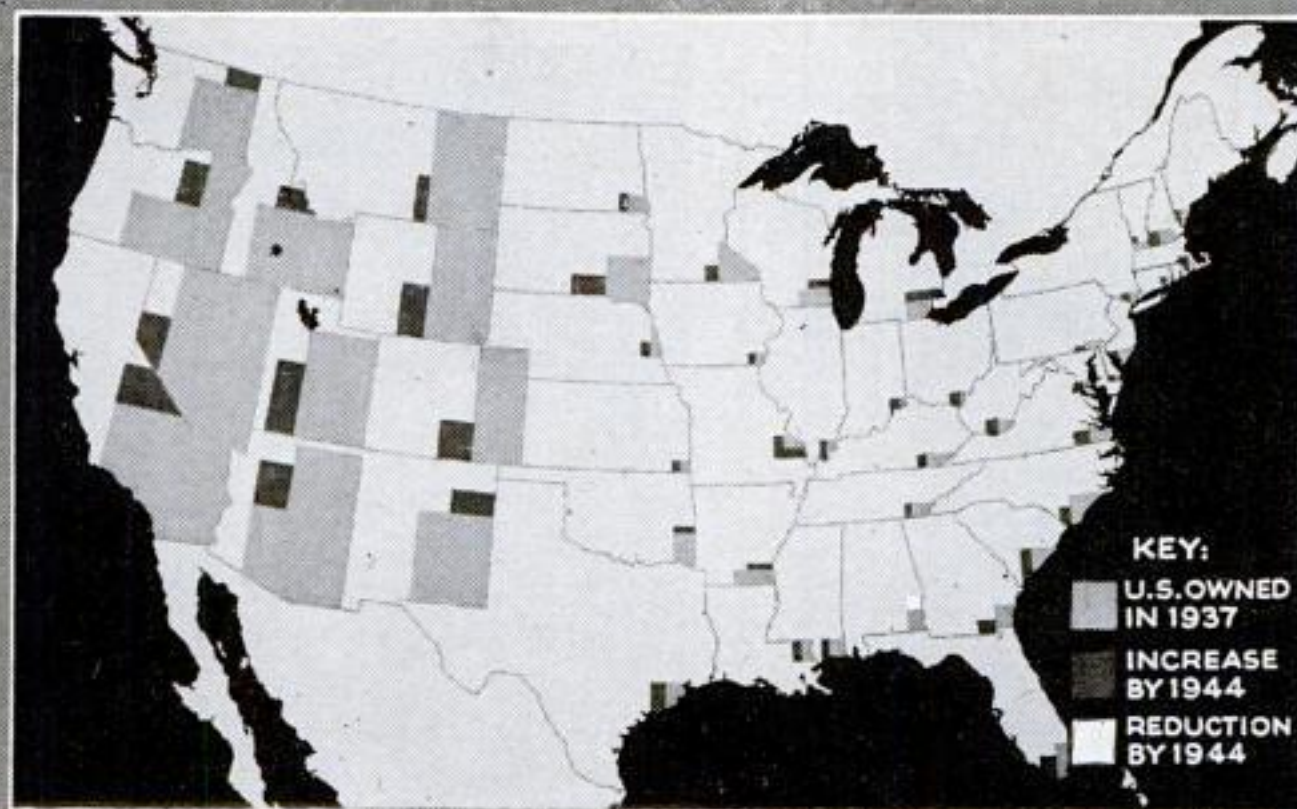 KEY:
U.S. OWNED
IN 1937
INCREASE
BY 1944
REDUCTION
BY 1944